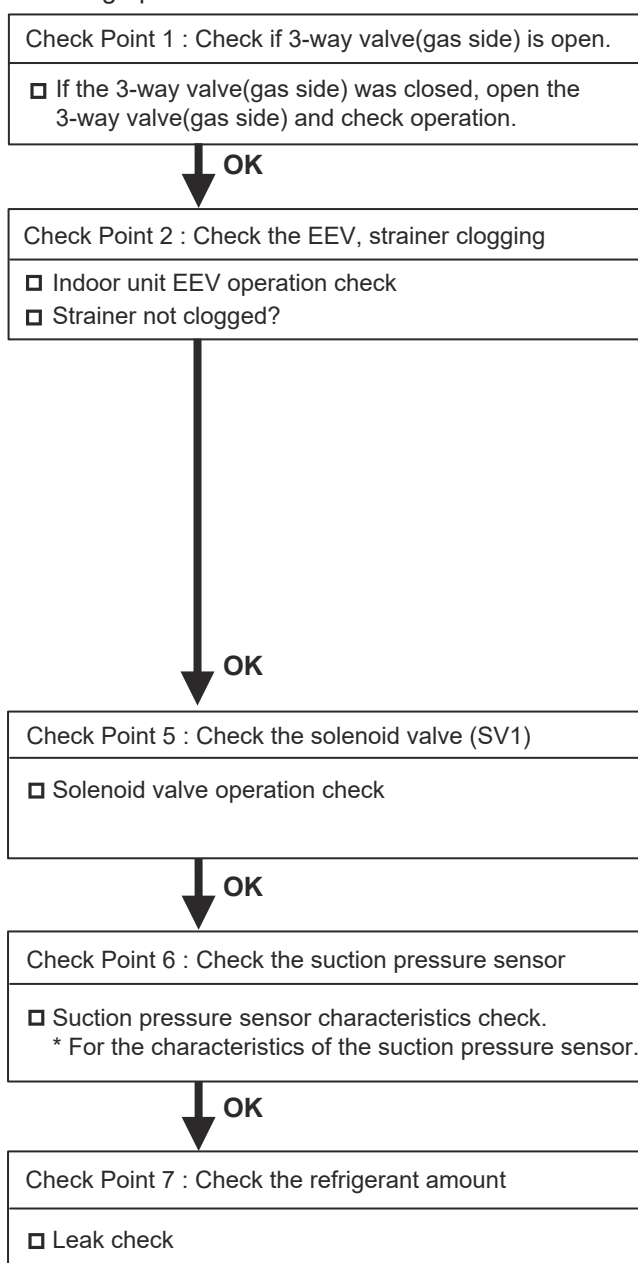 Check Point 1 : Check if 3-way valve(gas side) is open.
If the 3-way valve(gas side) was closed, open the
3-way valve(gas side) and check operation.
OK
Check Point 2 : Check the EEV, strainer clogging
Indoor unit EEV operation check
Strainer not clogged?
OK
Check Point 5 : Check the solenoid valve (SV1)
Solenoid valve operation check
OK
Check Point 6 : Check the suction pressure sensor
Suction pressure sensor characteristics check.
* For the characteristics of the suction pressure sensor.
OK
Check Point 7 : Check the refrigerant amount
Leak check